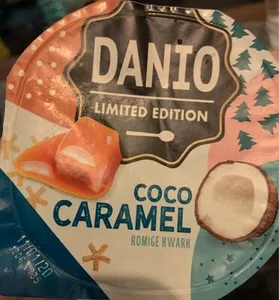 DANIO
LIMITED EDITION
COCO
CARAMEL
ROMIGE KWARK